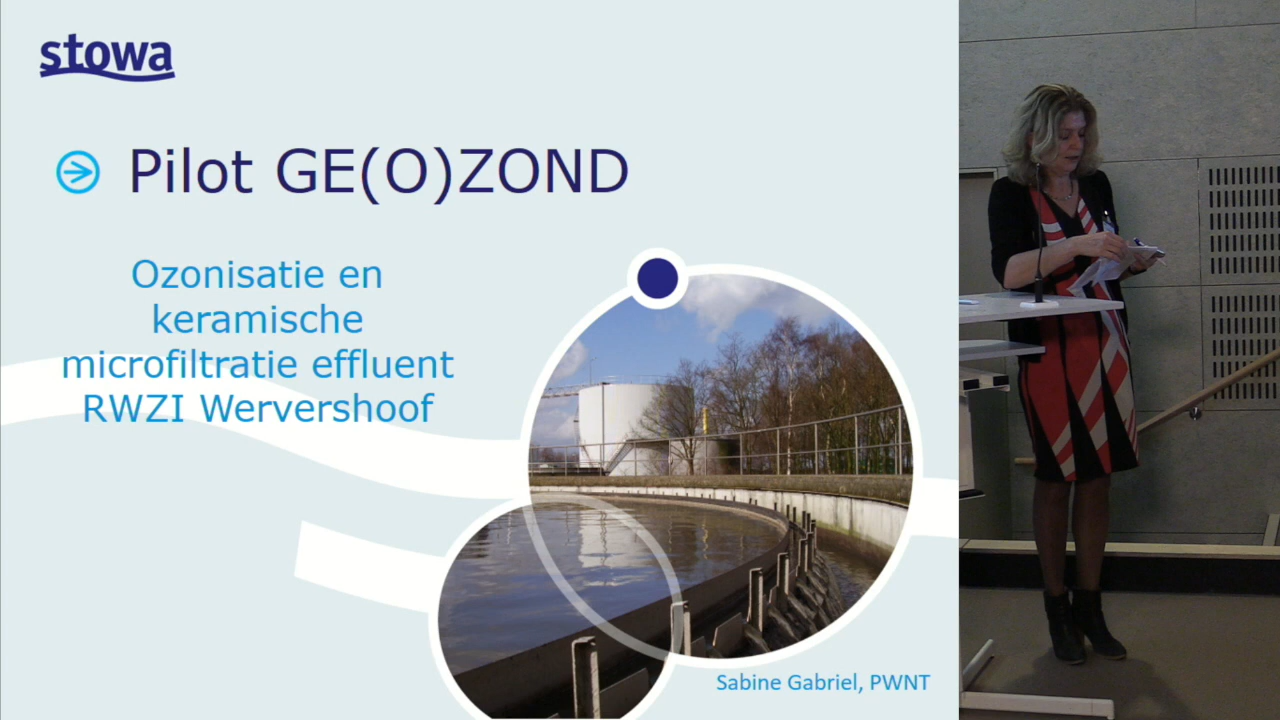 stowa
Pilot GE(O)ZOND
Ozonisatie en
keramische
microfiltratie effluent
RWZI Wervershoof
Sabine Gabriel, PWNT